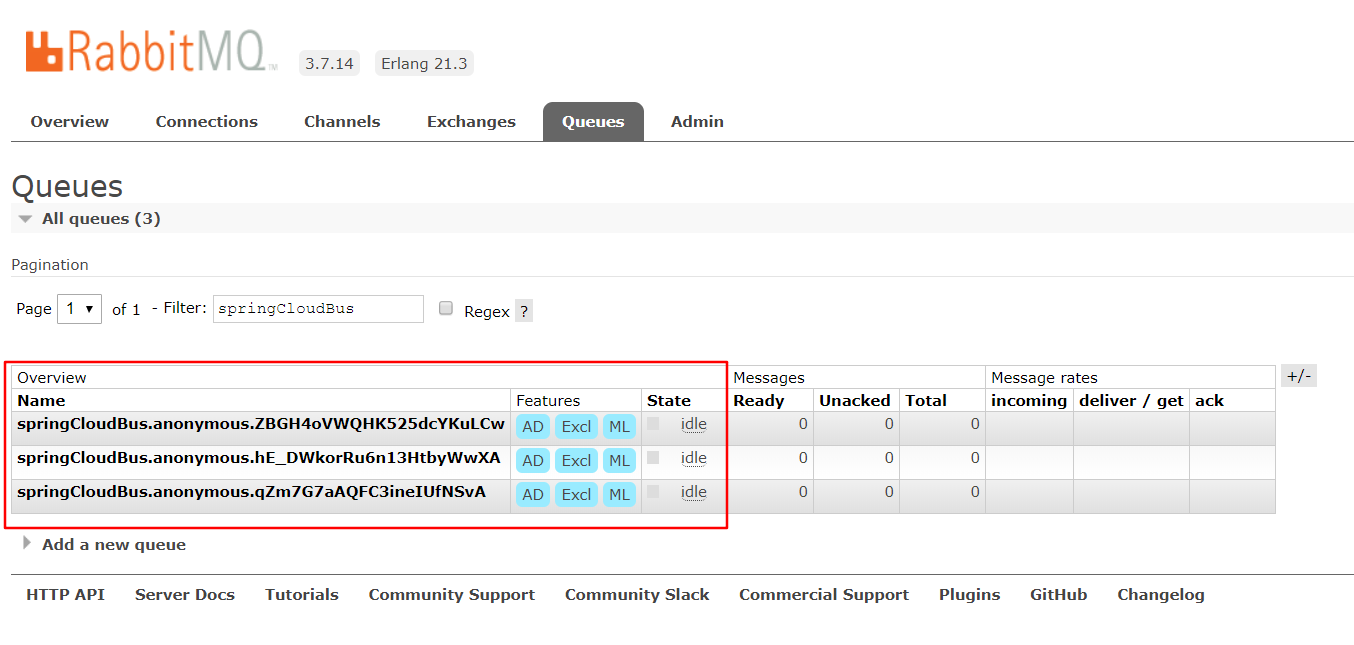 RabbitMQ TM 3.7.14 Erlang 21.3
Overview Connections Channels Exchanges Queues Admin
Queues
All queues (3)
Pagination
Page 1 of 1 - Filter: springCloudBus Regex ?
Overview Messages Message rates +/-
Name Features State Ready Unacked Total incoming deliver / get ack
springCloudBus.anonymous.ZBGH4oVWQHK525dcYKuLCw AD Excl ML idle 0 0 0
springCloudBus.anonymous.hE_DWkorRu6n13HtbyWwXA AD Excl ML idle 0 0 0
springCloudBus.anonymous.qZm7G7aAQFC3ineIUfNSvA AD Excl ML idle 0 0 0
Add a new queue
HTTP API Server Docs Tutorials Community Support Community Slack Commercial Support Plugins GitHub Changelog